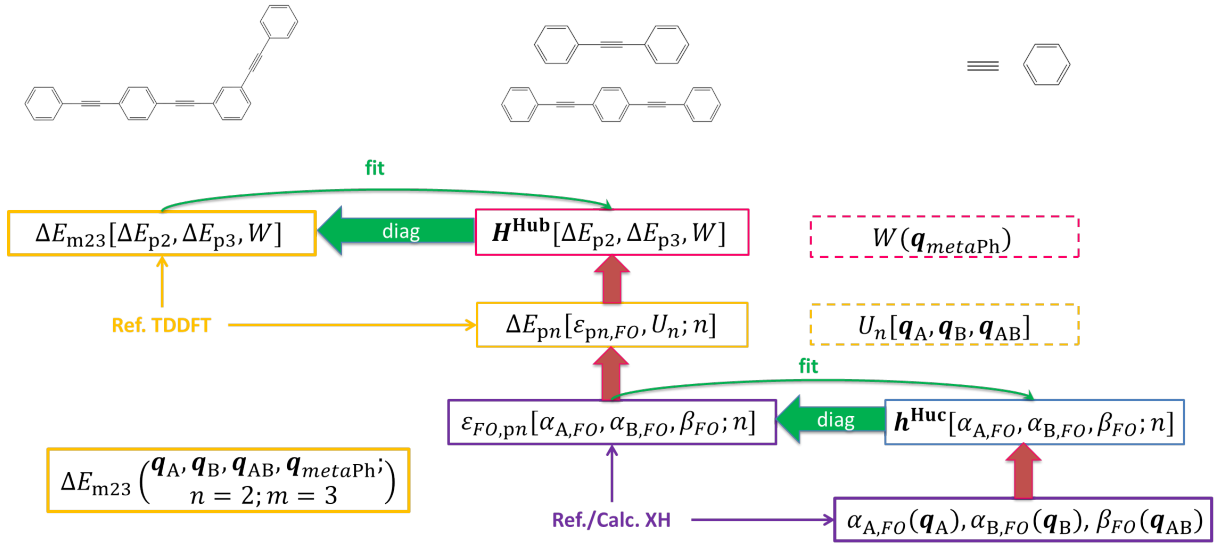 fit
ΔE_m23[ΔE_p2, ΔE_p3, W]
diag
H^Hub[ΔE_p2, ΔE_p3, W]
W(q_metaPh)
Ref. TDDFT
ΔE_pn[ε_pn,FO, U_n; n]
U_n[q_A, q_B, q_AB]
fit
ε_FO,pn[α_A,FO, α_B,FO, β_FO; n]
diag
h^Huc[α_A,FO, α_B,FO, β_FO; n]
ΔE_m23(q_A, q_B, q_AB, q_metaPh;
n = 2; m = 3)
Ref./Calc. XH
α_A,FO(q_A), α_B,FO(q_B), β_FO(q_AB)